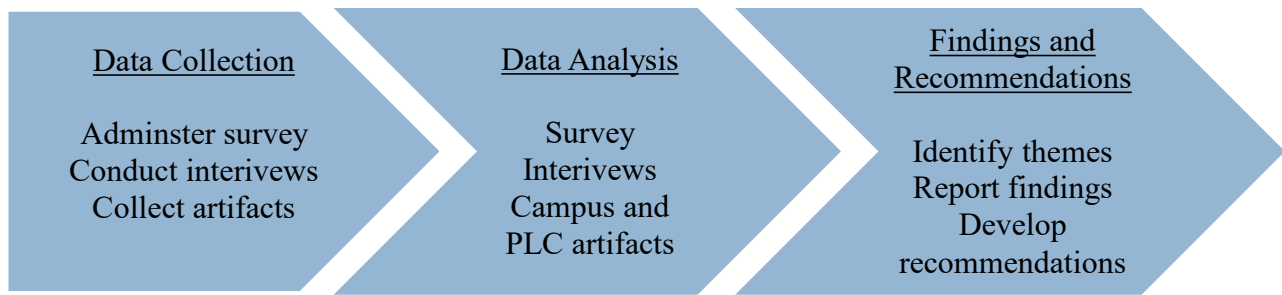 Data Collection
Adminster survey
Conduct interivews
Collect artifacts
Data Analysis
Survey
Interivews
Campus and
PLC artifacts
Findings and
Recommendations
Identify themes
Report findings
Develop
recommendations